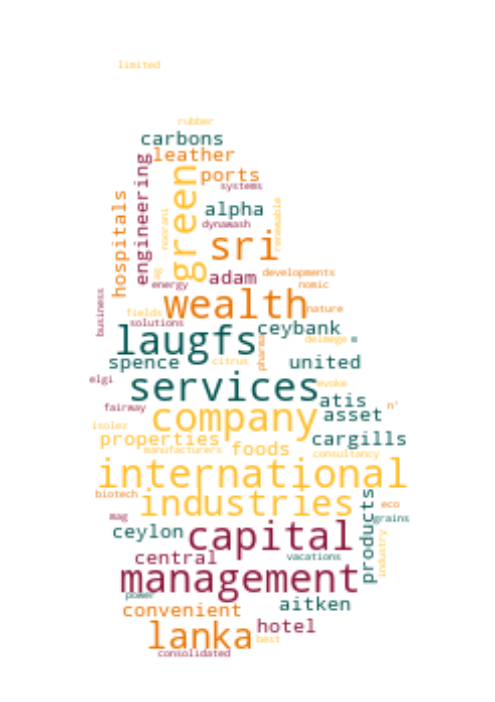 limited
rubber
carbons
leather
engineering
ports
systems
green
hospitals
alpha
renewable
noorani
dynawash
sri
ag
adam
developments
energy
nomic
wealth
business
nature
fields
solutions
laugfs
ceybank
delmege
pharma
spence
citrus
united
elgi
services
evoke
atis
fairway
company
asset
n'
isolez
properties
cargills
manufacturers
foods
consultancy
international
biotech
industries
products
eco
mag
grains
ceylon
capital
industry
central
vacations
management
power
convenient
aitken
lanka
hotel
best
consolidated